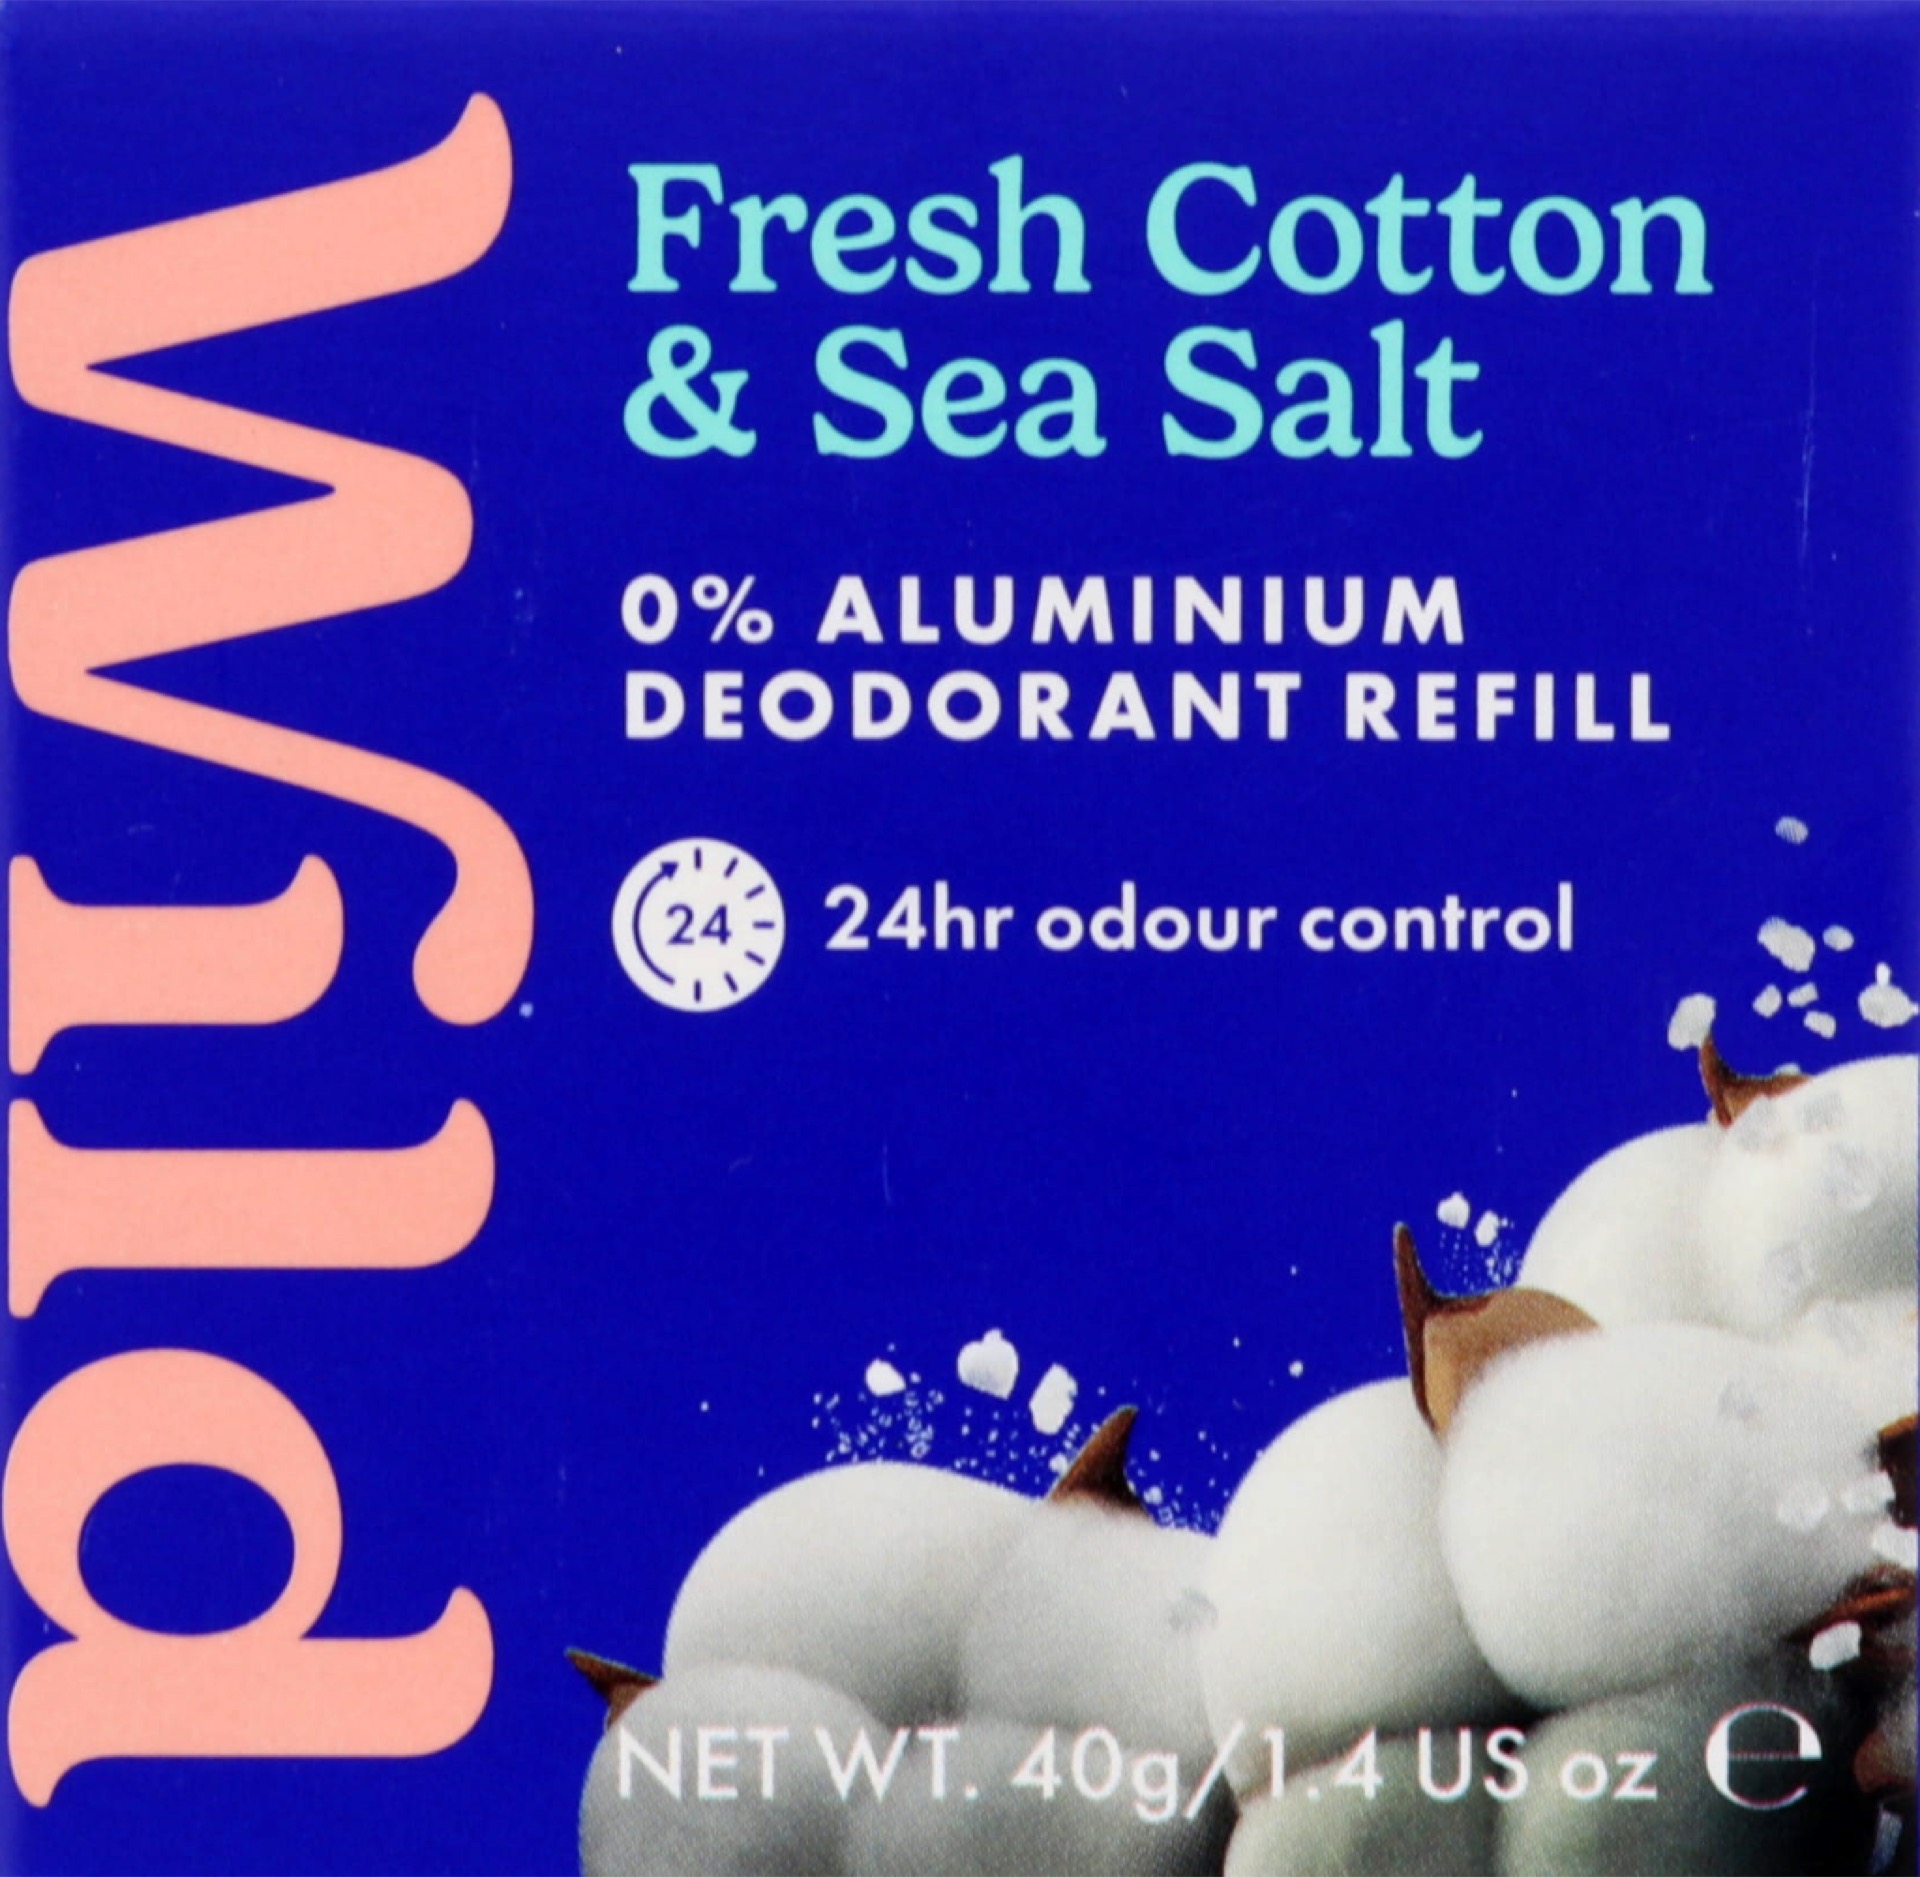 Wild
Fresh Cotton
& Sea Salt
0% ALUMINIUM
DEODORANT REFILL
24
24hr odour control
NET WT. 40g/1.4 US oz ℮